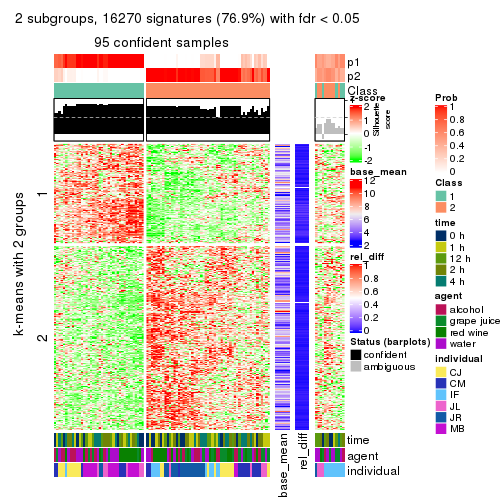 2 subgroups, 16270 signatures (76.9%) with fdr < 0.05
95 confident samples
p1
p2
Class
Silhouette
score
k-means with 2 groups
1
2
time
agent
individual
base_mean
rel_diff
z-score
2
1
0
-1
-2
base_mean
12
10
8
6
4
2
rel_diff
1
0.8
0.6
0.4
0.2
0
Status (barplots)
confident
ambiguous
Prob
1
0.8
0.6
0.4
0.2
0
Class
1
2
time
0 h
1 h
12 h
2 h
4 h
agent
alcohol
grape juice
red wine
water
individual
CJ
CM
IF
JL
JR
MB